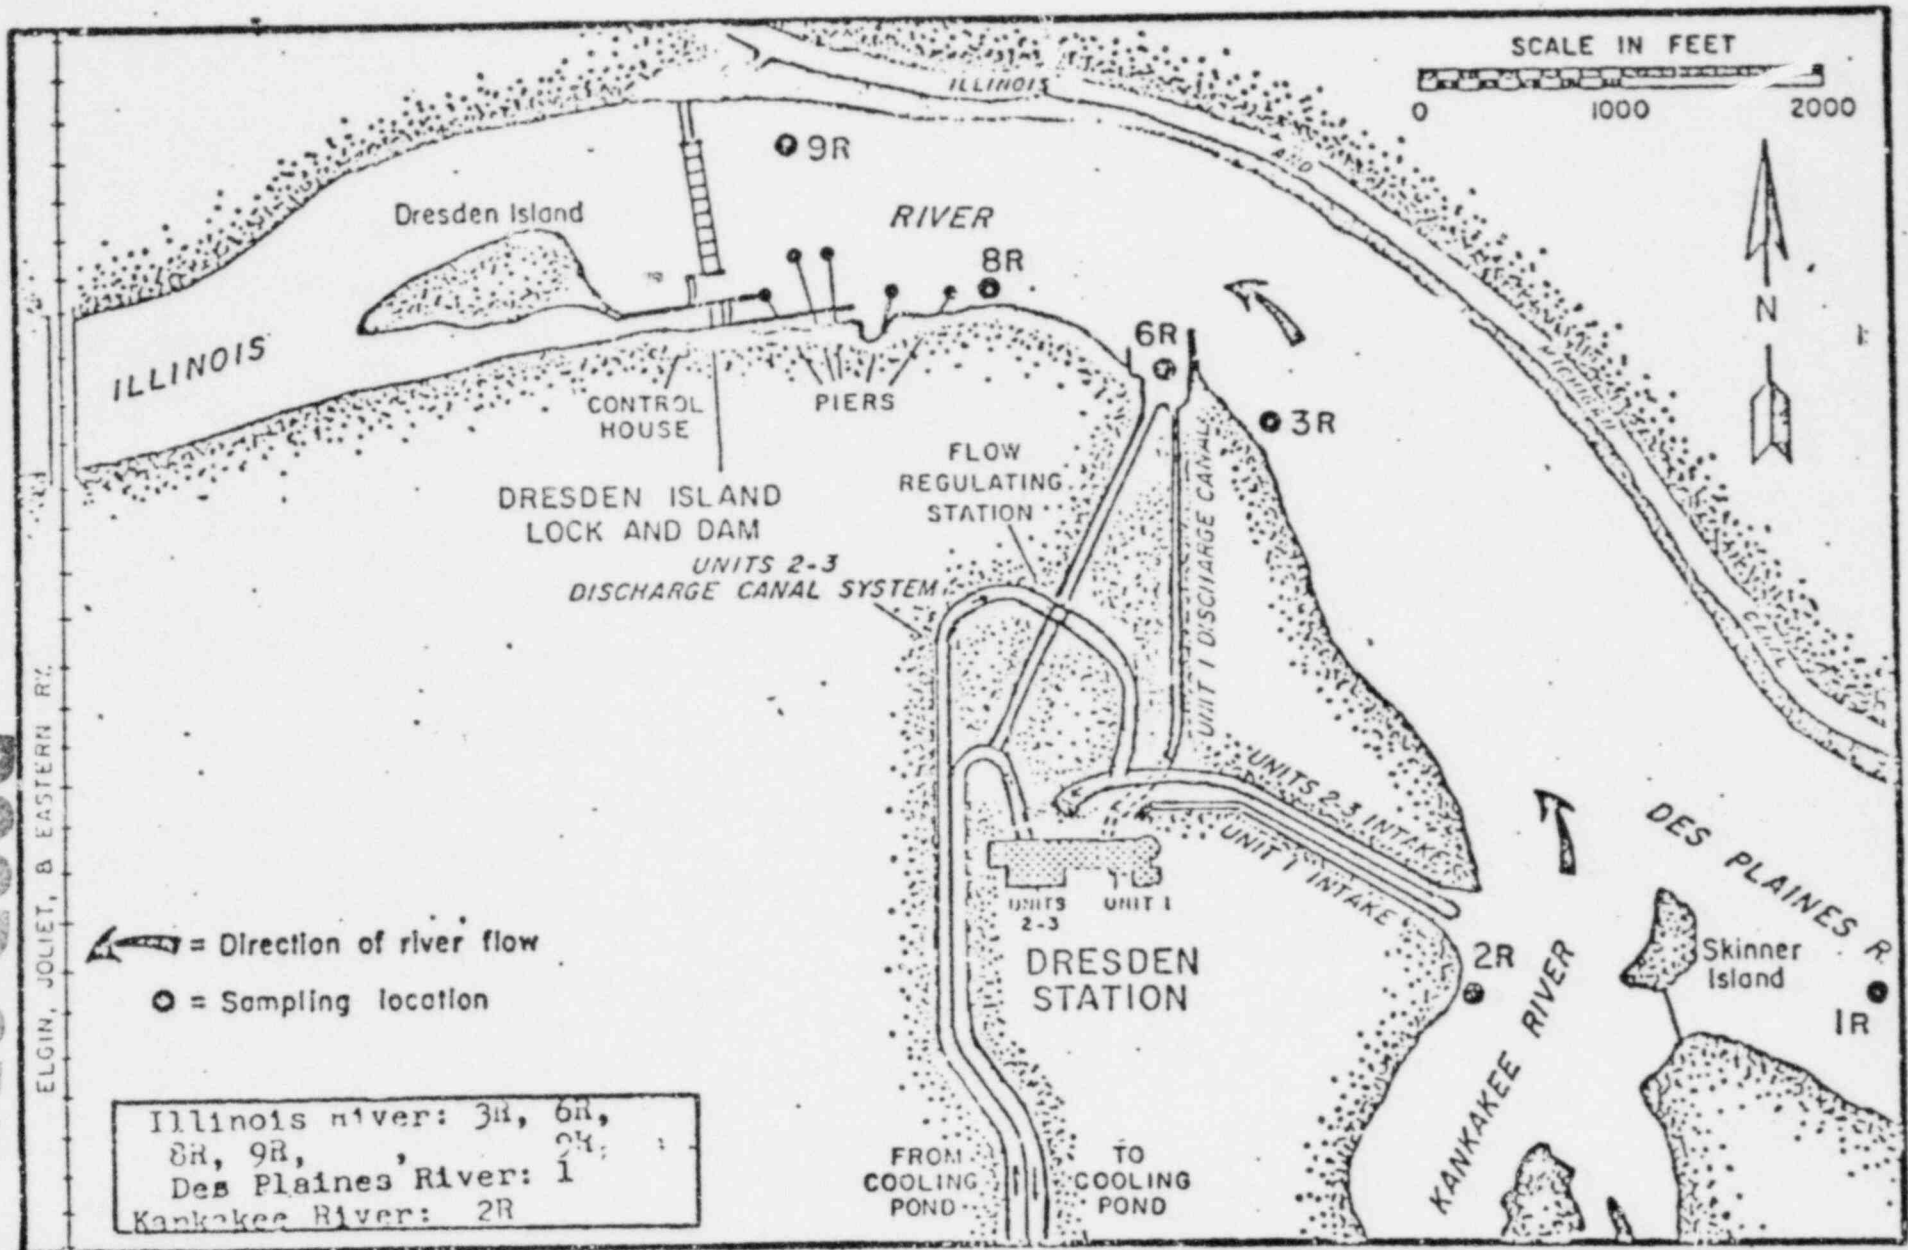 SCALE IN FEET
0 1000 2000
ILLINOIS
AND
MICHIGAN
CANAL
9R
Dresden Island
RIVER
8R
N
6R
ILLINOIS
3R
CONTROL
HOUSE
PIERS
FLOW
REGULATING
STATION
DRESDEN ISLAND
LOCK AND DAM
UNITS 2-3
DISCHARGE CANAL SYSTEM
UNIT 1 DISCHARGE CANAL
ELGIN, JOLIET, & EASTERN RY.
UNITS 2-3 INTAKE
UNIT 1 INTAKE
DES PLAINES R.
UNITS
2-3
UNIT 1
DRESDEN
STATION
2R
Skinner
Island
1R
KANKAKEE RIVER
= Direction of river flow
= Sampling location
Illinois River: 3R, 6R,
8R, 9R,
Des Plaines River: 1
Kankakee River: 2R
FROM
COOLING
POND
TO
COOLING
POND